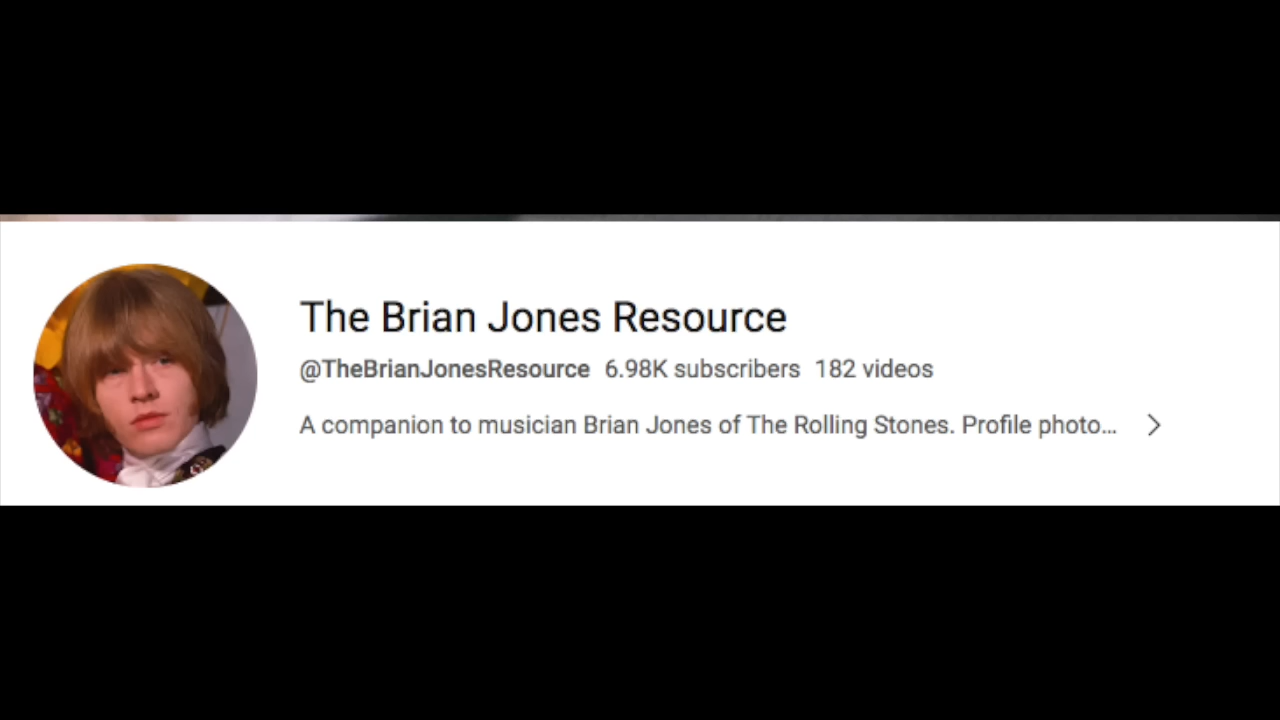 The Brian Jones Resource
@TheBrianJonesResource 6.98K subscribers 182 videos
A companion to musician Brian Jones of The Rolling Stones. Profile photo...